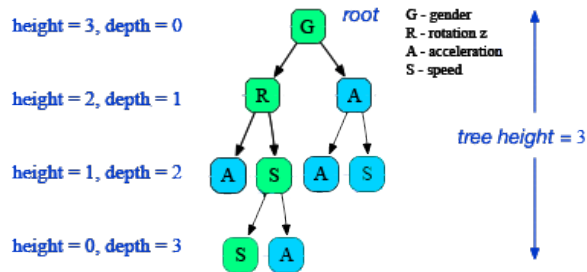 height = 3, depth = 0
G
root
G - gender
R - rotation z
A - acceleration
S - speed
height = 2, depth = 1
R
A
tree height = 3
height = 1, depth = 2
A
S
A
S
height = 0, depth = 3
S
A